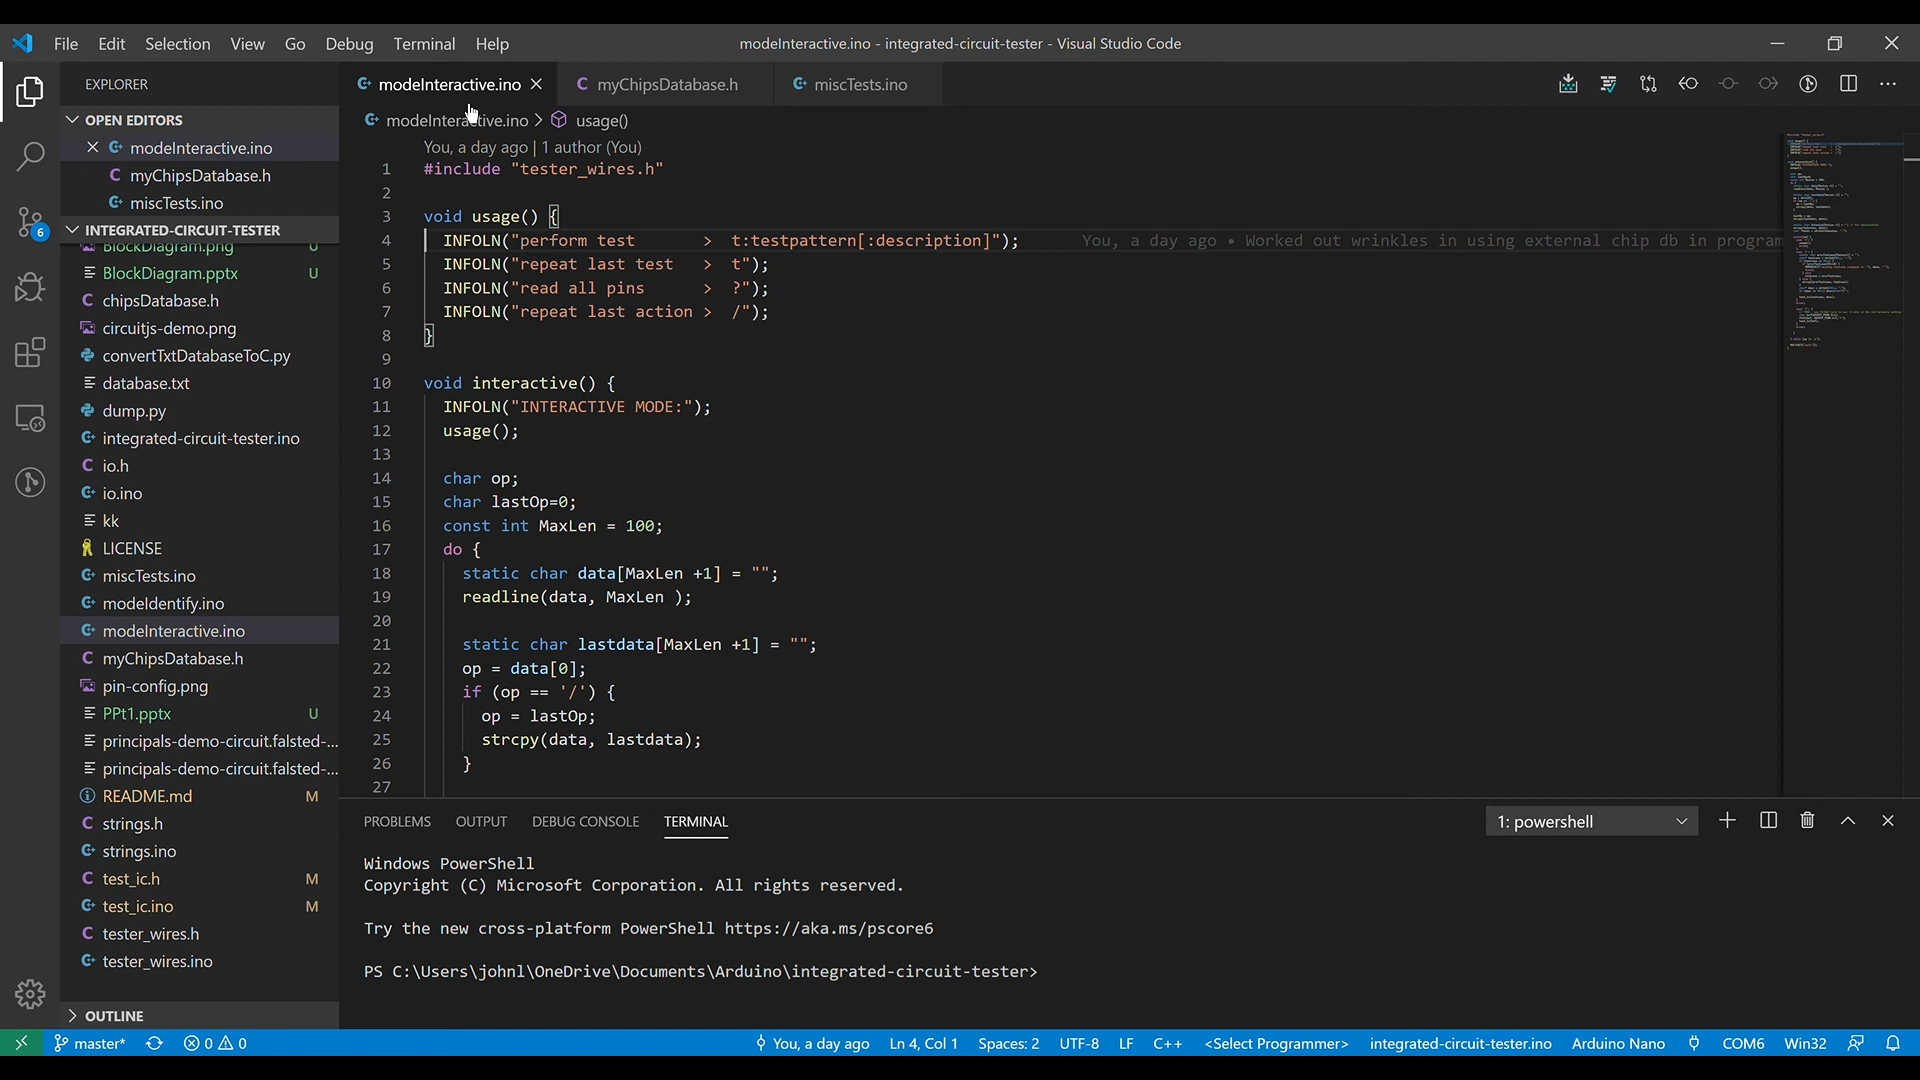 File Edit Selection View Go Debug Terminal Help
modeInteractive.ino - integrated-circuit-tester - Visual Studio Code
EXPLORER
modeInteractive.ino
myChipsDatabase.h
miscTests.ino
OPEN EDITORS
modeInteractive.ino
myChipsDatabase.h
miscTests.ino
INTEGRATED-CIRCUIT-TESTER
BlockDiagram.png U
BlockDiagram.pptx U
chipsDatabase.h
circuitjs-demo.png
convertTxtDatabaseToC.py
database.txt
dump.py
integrated-circuit-tester.ino
io.h
io.ino
kk
LICENSE
miscTests.ino
modeIdentify.ino
modeInteractive.ino
myChipsDatabase.h
pin-config.png
PPt1.pptx U
principals-demo-circuit.falsted-...
principals-demo-circuit.falsted-...
README.md M
strings.h
strings.ino
test_ic.h M
test_ic.ino M
tester_wires.h
tester_wires.ino
OUTLINE
6
modeInteractive.ino > usage()
You, a day ago | 1 author (You)
1 #include "tester_wires.h"
2
3 void usage() {
4 INFOLN("perform test > t:testpattern[:description]"); You, a day ago • Worked out wrinkles in using external chip db in program
5 INFOLN("repeat last test > t");
6 INFOLN("read all pins > ?");
7 INFOLN("repeat last action > /");
8 }
9
10 void interactive() {
11 INFOLN("INTERACTIVE MODE:");
12 usage();
13
14 char op;
15 char lastOp=0;
16 const int MaxLen = 100;
17 do {
18 static char data[MaxLen +1] = "";
19 readline(data, MaxLen );
20
21 static char lastdata[MaxLen +1] = "";
22 op = data[0];
23 if (op == '/') {
24 op = lastOp;
25 strcpy(data, lastdata);
26 }
27
PROBLEMS OUTPUT DEBUG CONSOLE TERMINAL
1: powershell
Windows PowerShell
Copyright (C) Microsoft Corporation. All rights reserved.
Try the new cross-platform PowerShell https://aka.ms/pscore6
PS C:\Users\johnl\OneDrive\Documents\Arduino\integrated-circuit-tester>
master* 0 0 You, a day ago Ln 4, Col 1 Spaces: 2 UTF-8 LF C++ <Select Programmer> integrated-circuit-tester.ino Arduino Nano COM6 Win32